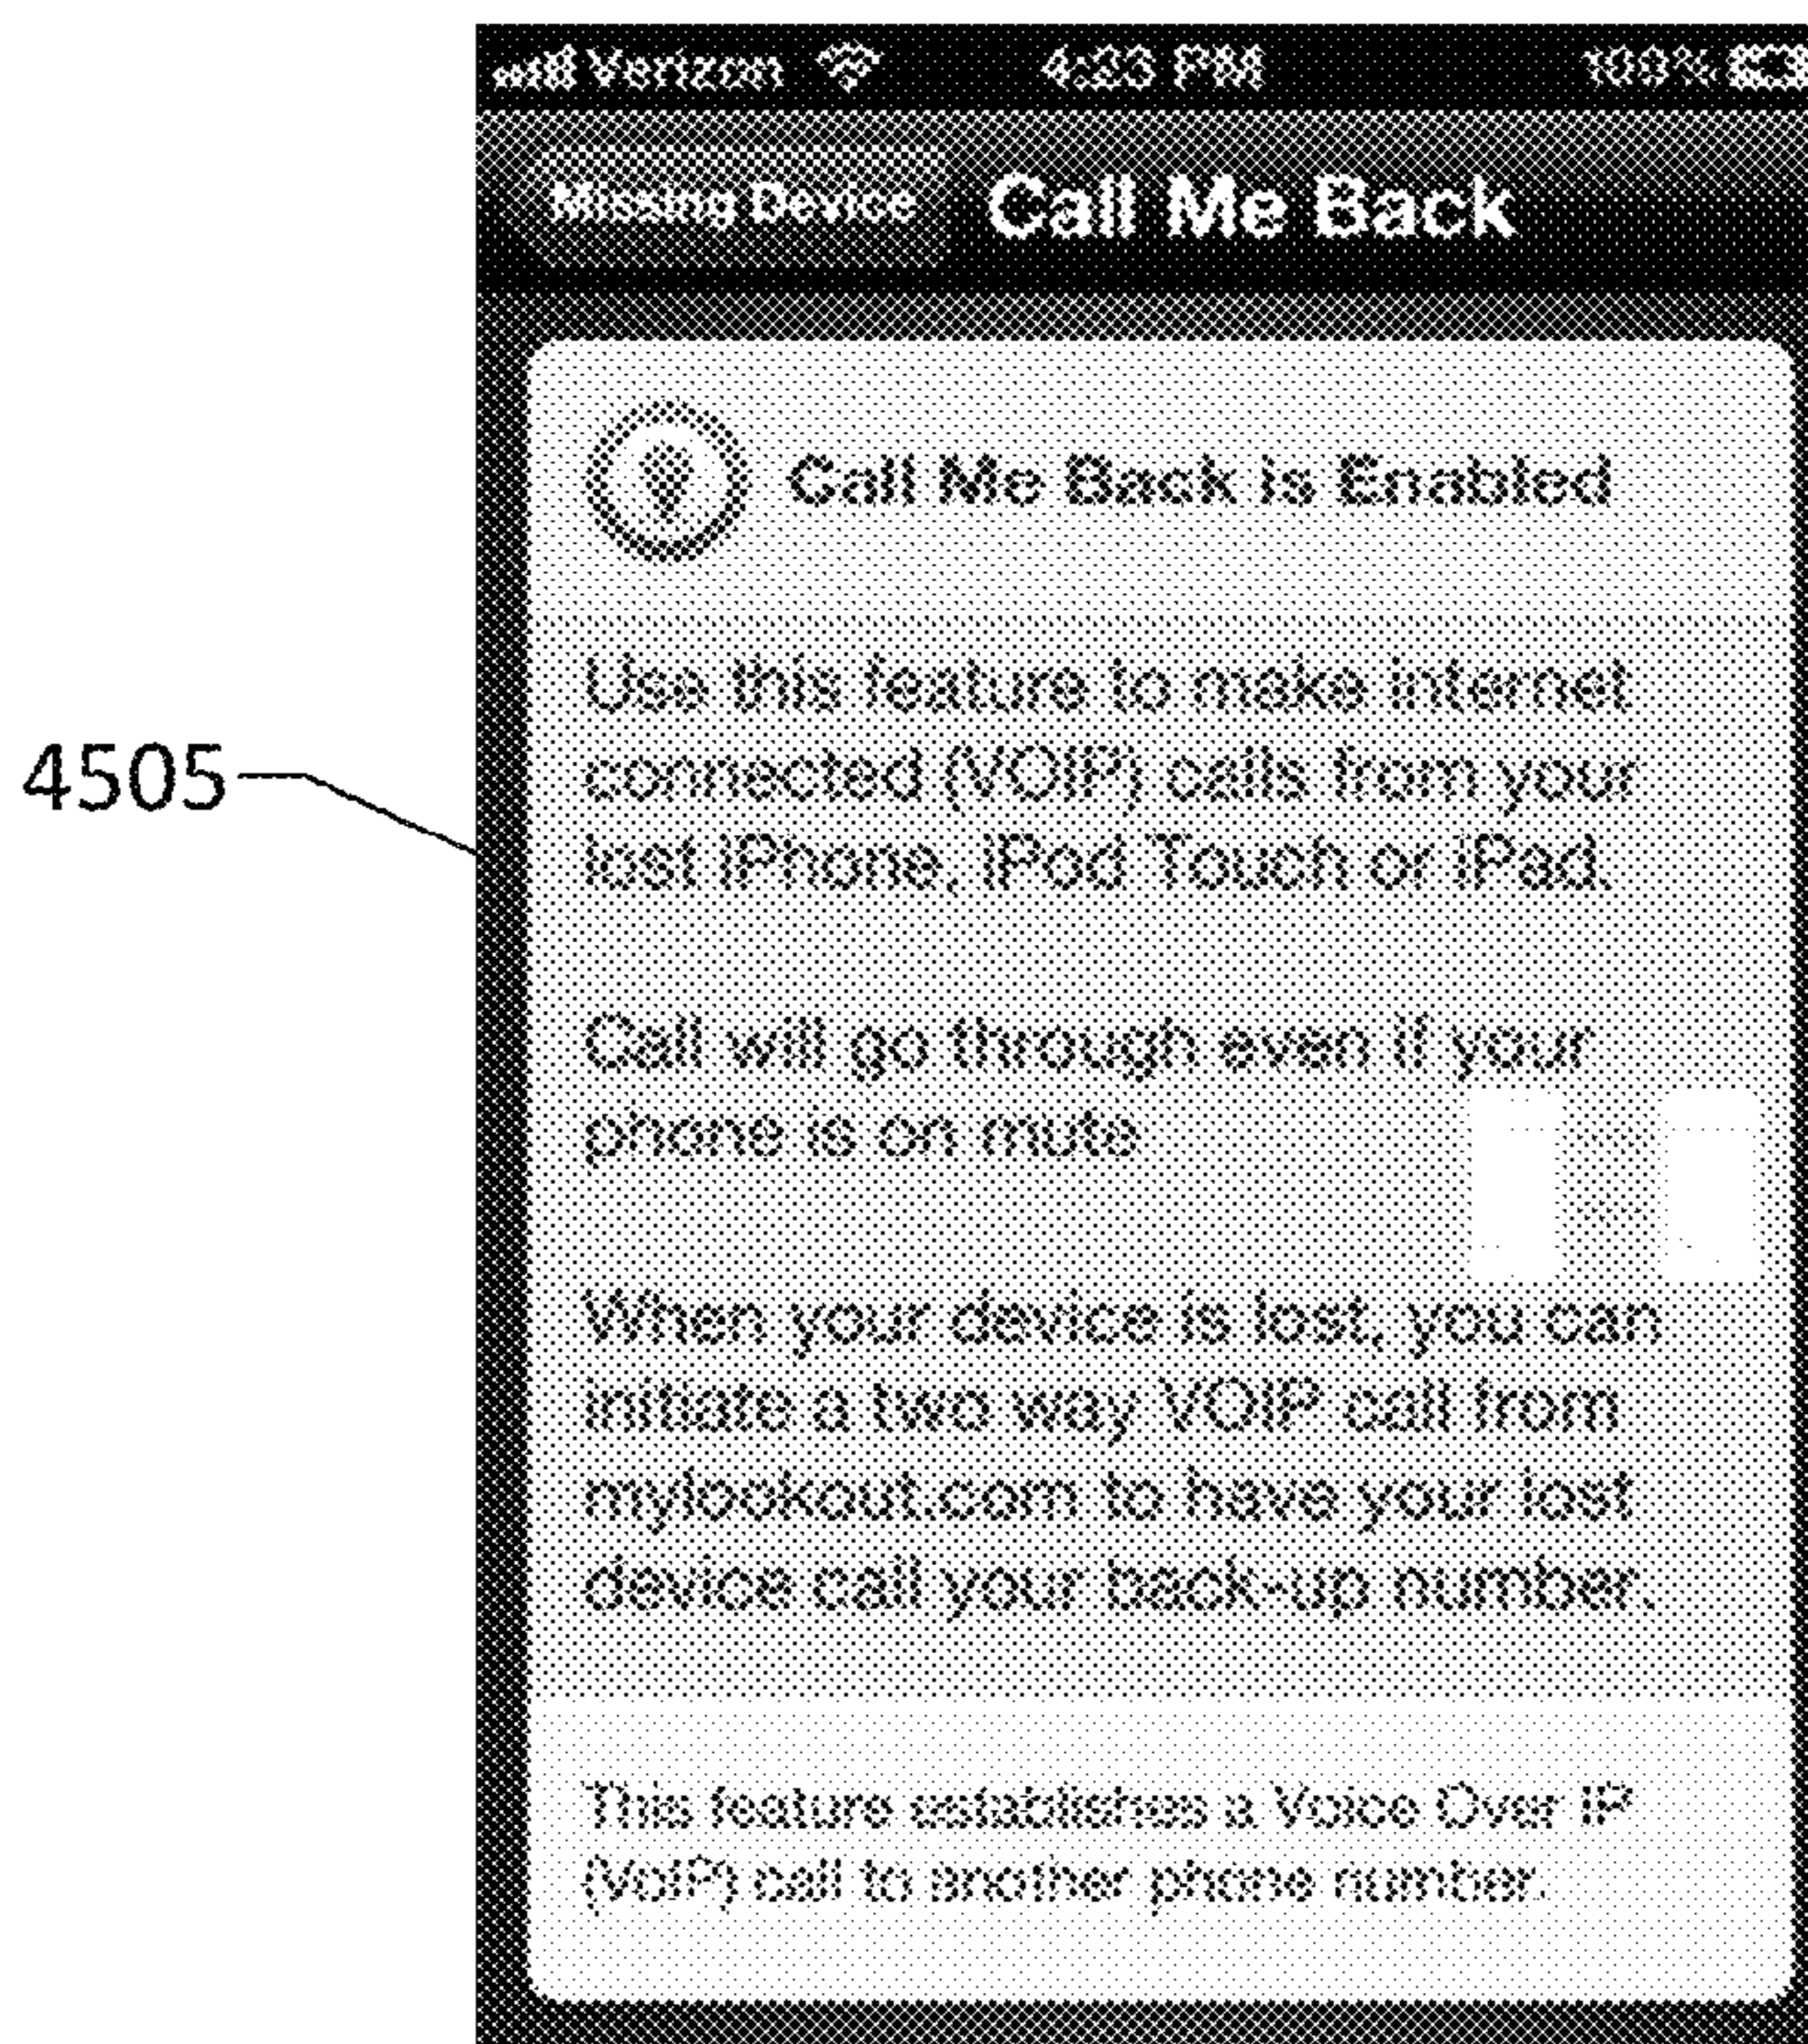 Verizon 4:23 PM 100%
Missing Device Call Me Back
Call Me Back is Enabled
Use this feature to make internet
connected (VOIP) calls from your
lost iPhone, iPod Touch or iPad.
4505
Call will go through even if your
phone is on mute
When your device is lost, you can
initiate a two way VOIP call from
mylookout.com to have your lost
device call your back-up number.
This feature establishes a Voice Over IP
(VoIP) call to another phone number.